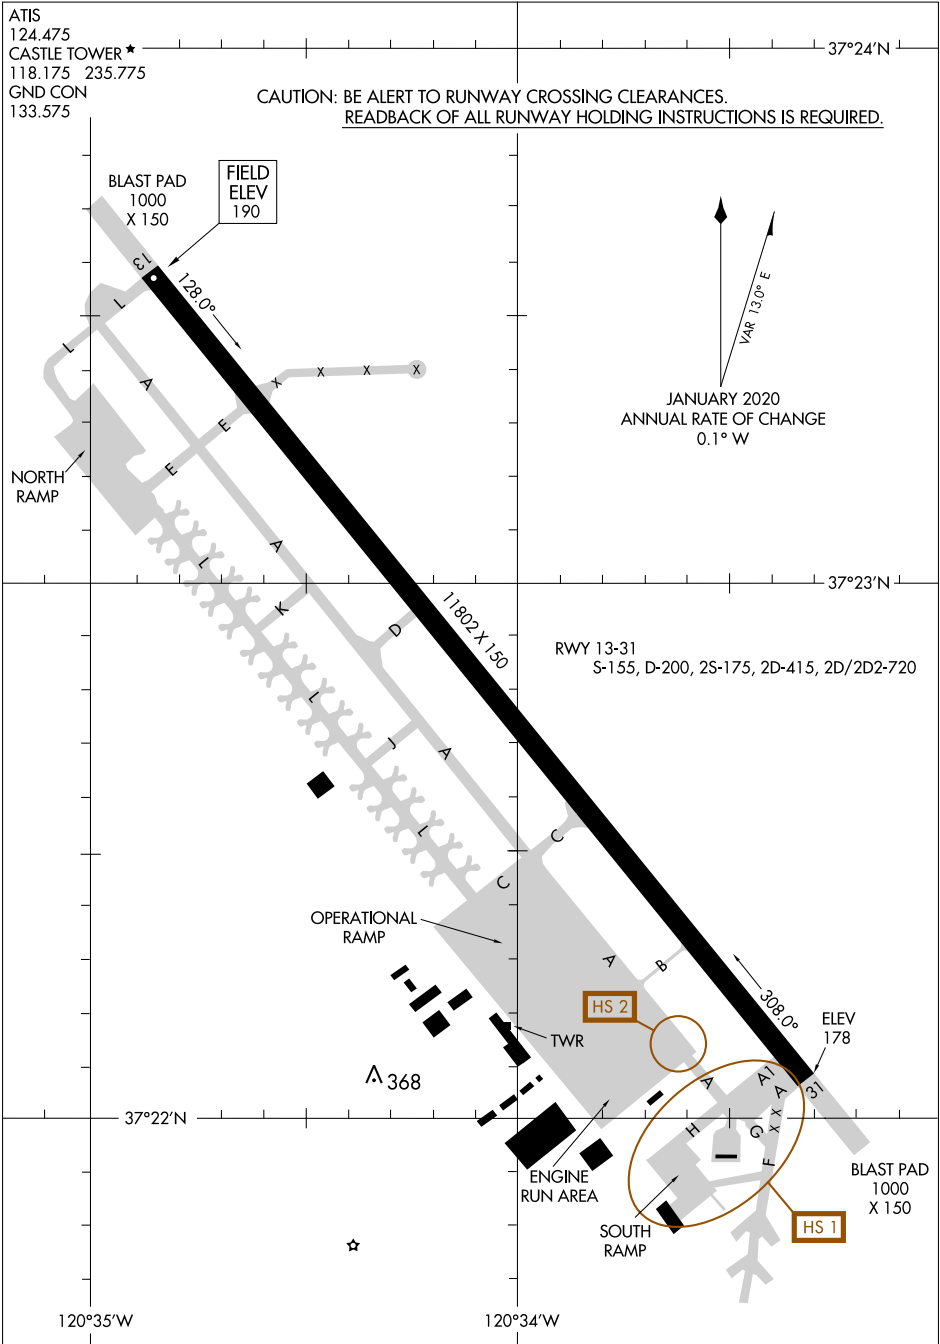 ATIS
124.475
CASTLE TOWER
118.175 235.775
GND CON
133.575
37°24'N
CAUTION: BE ALERT TO RUNWAY CROSSING CLEARANCES.
READBACK OF ALL RUNWAY HOLDING INSTRUCTIONS IS REQUIRED.
BLAST PAD
1000
X 150
FIELD
ELEV
190
13
128.0°
L
L
A
X X X X
E
E
VAR 13.0° E
JANUARY 2020
ANNUAL RATE OF CHANGE
0.1° W
NORTH
RAMP
A
L
K
D
37°23'N
11802 X 150
RWY 13-31
S-155, D-200, 2S-175, 2D-415, 2D/2D2-720
L
J
A
L
C
C
OPERATIONAL
RAMP
A
B
HS 2
308.0°
ELEV
178
TWR
368
A
A1
A
31
37°22'N
H
G
X X
X
F
ENGINE
RUN AREA
BLAST PAD
1000
X 150
SOUTH
RAMP
HS 1
120°35'W
120°34'W